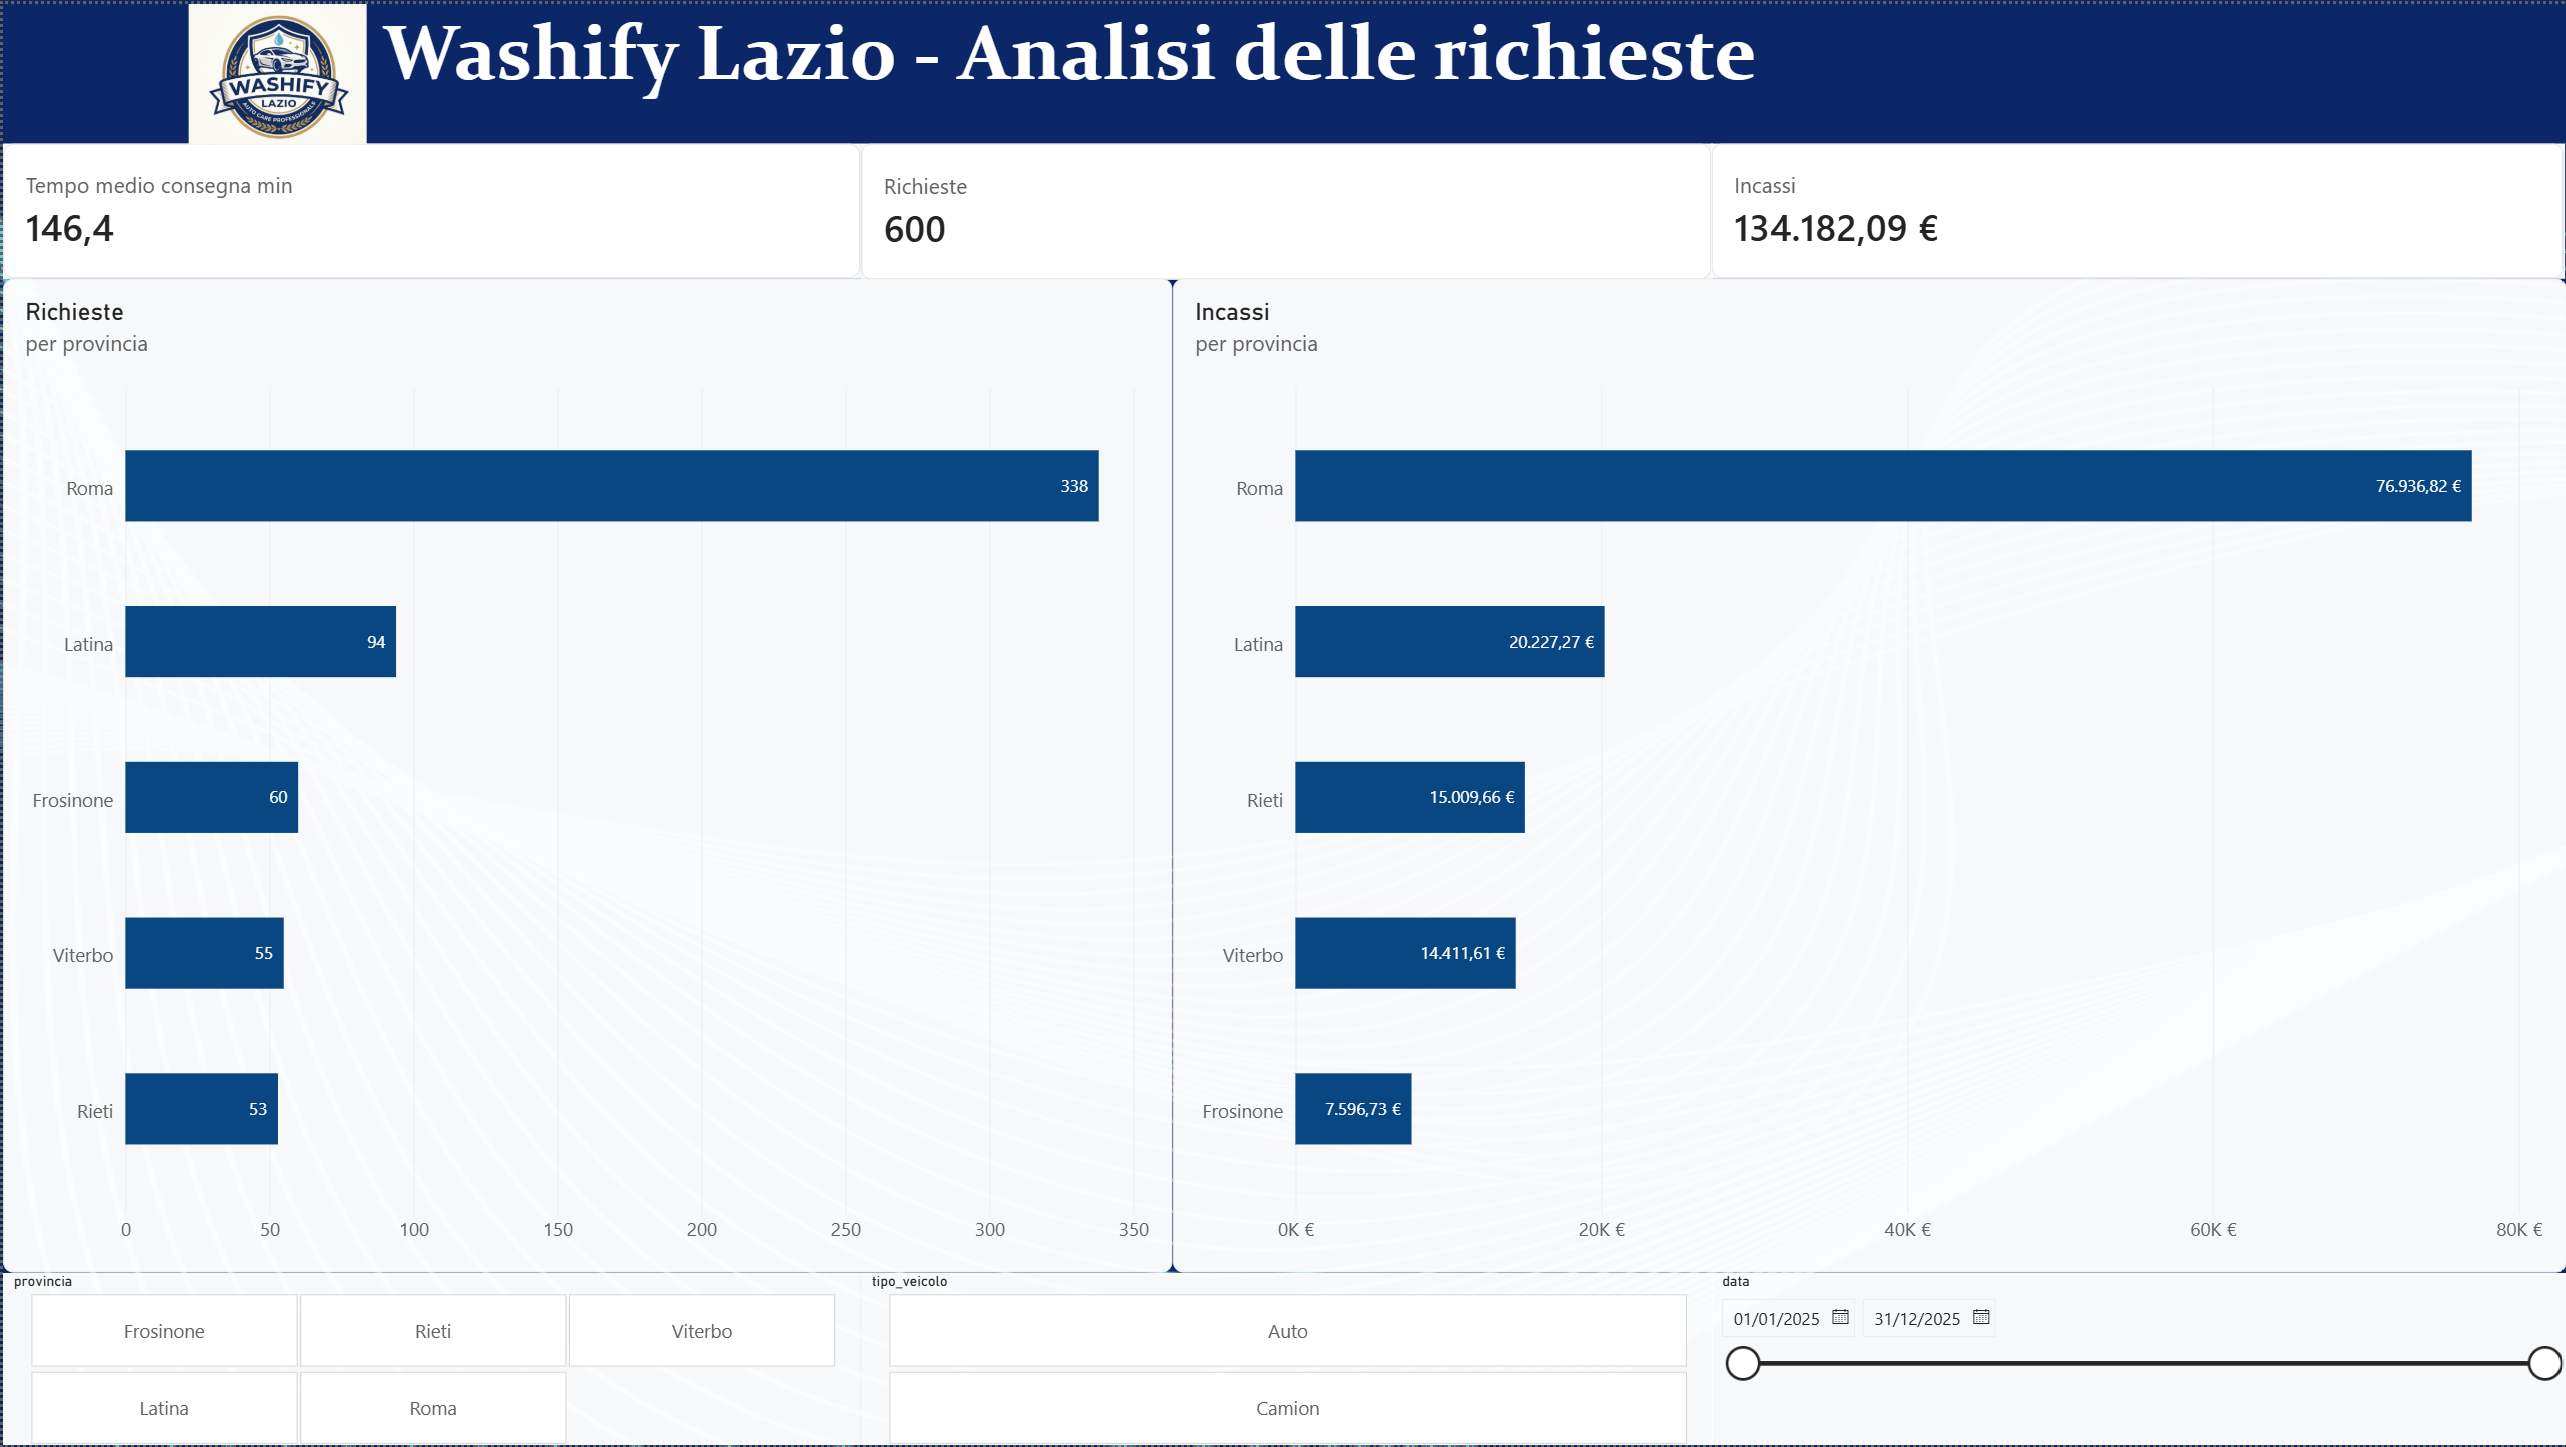 WASHIFY
LAZIO
AUTO CARE PROFESSIONALS
Washify Lazio - Analisi delle richieste
Tempo medio consegna min
146,4
Richieste
600
Incassi
134.182,09 €
Richieste
per provincia
Roma 338
Latina 94
Frosinone 60
Viterbo 55
Rieti 53
0 50 100 150 200 250 300 350
Incassi
per provincia
Roma 76.936,82 €
Latina 20.227,27 €
Rieti 15.009,66 €
Viterbo 14.411,61 €
Frosinone 7.596,73 €
0K € 20K € 40K € 60K € 80K €
provincia
Frosinone Rieti Viterbo
Latina Roma
tipo_veicolo
Auto
Camion
data
01/01/2025 31/12/2025